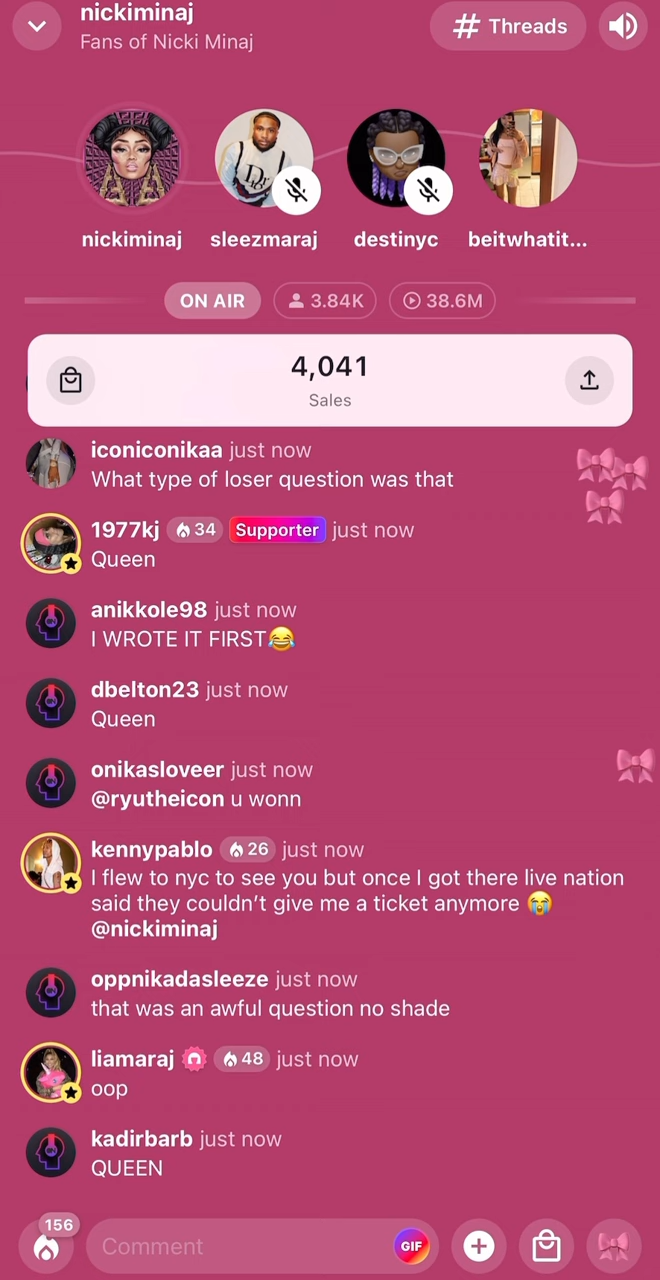 nickiminaj
Fans of Nicki Minaj
# Threads
nickiminaj
sleezmaraj
destinyc
beitwhatit...
ON AIR
3.84K
38.6M
4,041
Sales
iconiconikaa just now
What type of loser question was that
1977kj 34 Supporter just now
Queen
anikkole98 just now
I WROTE IT FIRST😂
dbelton23 just now
Queen
onikasloveer just now
@ryutheicon u wonn
kennypablo 26 just now
I flew to nyc to see you but once I got there live nation
said they couldn’t give me a ticket anymore 😭
@nickiminaj
oppnikadasleeze just now
that was an awful question no shade
liamaraj 48 just now
oop
kadirbarb just now
QUEEN
156
Comment
GIF